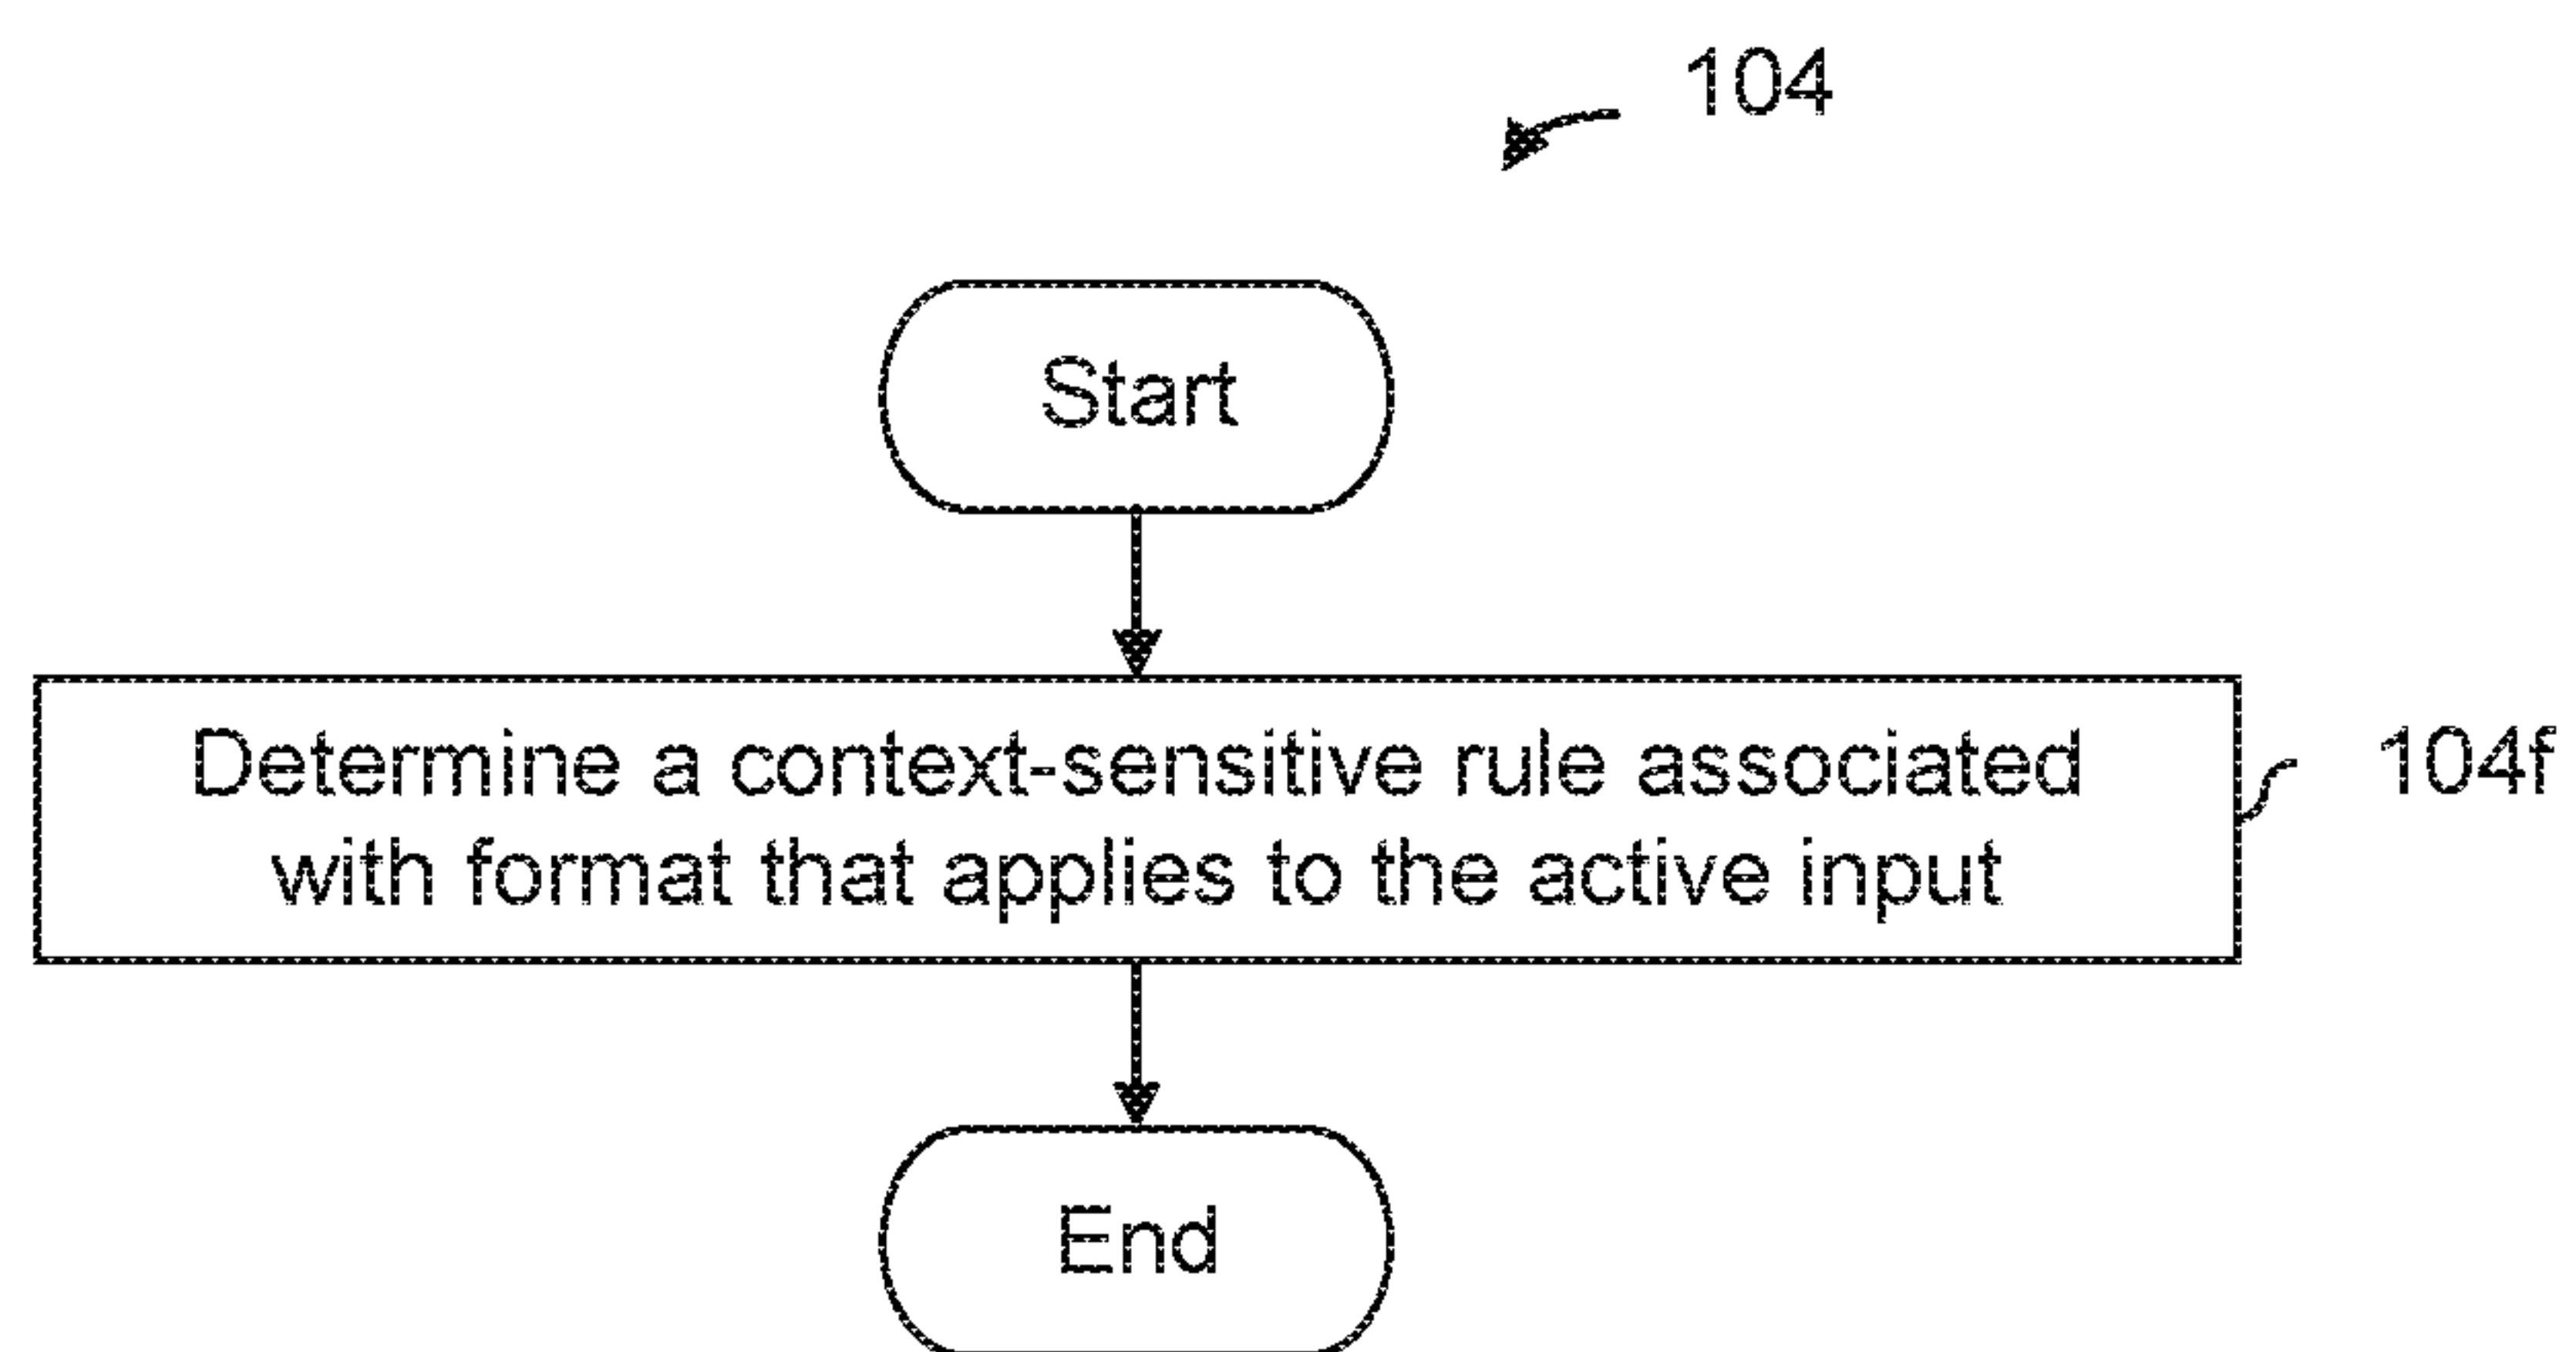 104
Start
Determine a context-sensitive rule associated
with format that applies to the active input
104f
End